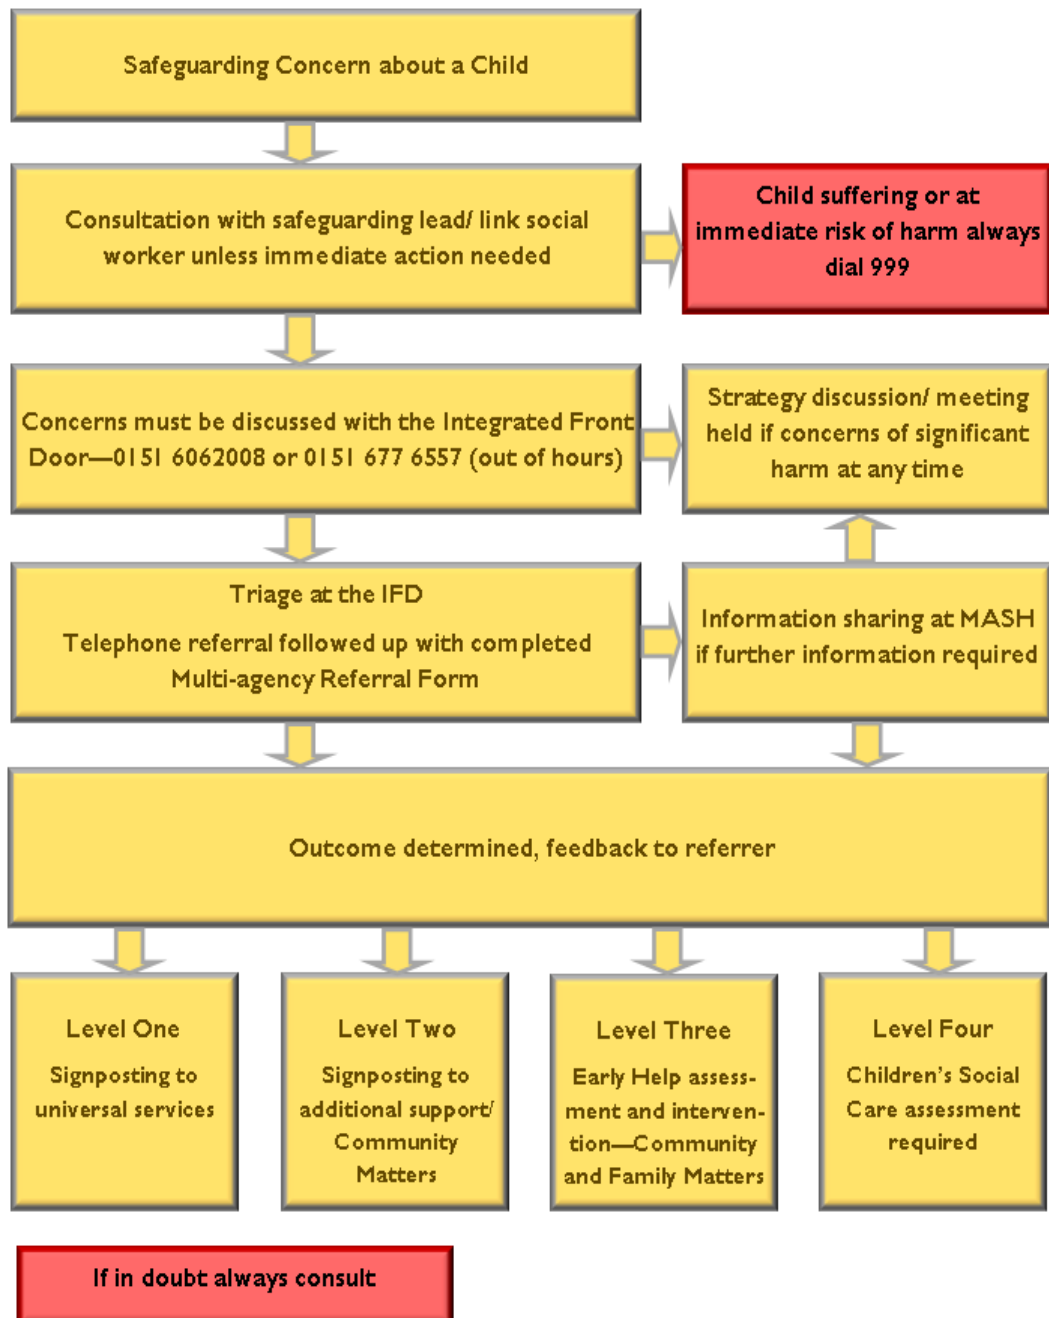 Safeguarding Concern about a Child
Consultation with safeguarding lead/ link social
worker unless immediate action needed
Child suffering or at
immediate risk of harm always
dial 999
Concerns must be discussed with the Integrated Front
Door—0151 6062008 or 0151 677 6557 (out of hours)
Strategy discussion/ meeting
held if concerns of significant
harm at any time
Triage at the IFD
Telephone referral followed up with completed
Multi-agency Referral Form
Information sharing at MASH
if further information required
Outcome determined, feedback to referrer
Level One
Signposting to
universal services
Level Two
Signposting to
additional support/
Community
Matters
Level Three
Early Help assess-
ment and interven-
tion—Community
and Family Matters
Level Four
Children's Social
Care assessment
required
If in doubt always consult